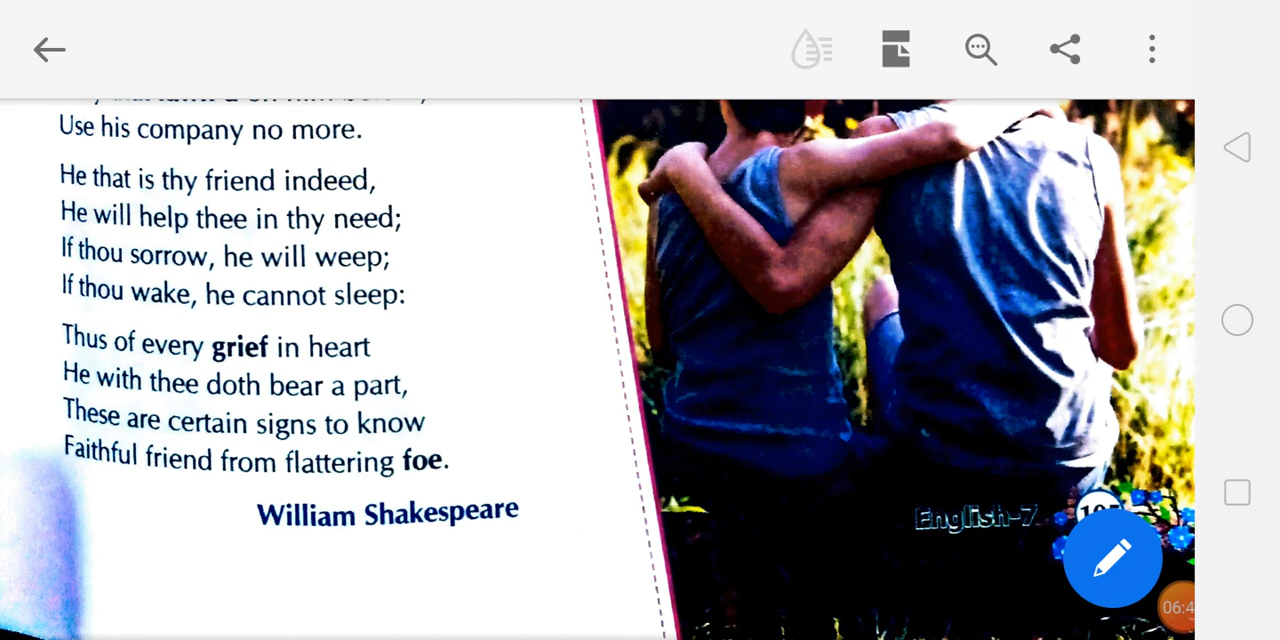 Use his company no more.
He that is thy friend indeed,
He will help thee in thy need;
If thou sorrow, he will weep;
If thou wake, he cannot sleep:
Thus of every grief in heart
He with thee doth bear a part,
These are certain signs to know
Faithful friend from flattering foe.
William Shakespeare
English-7
06:4